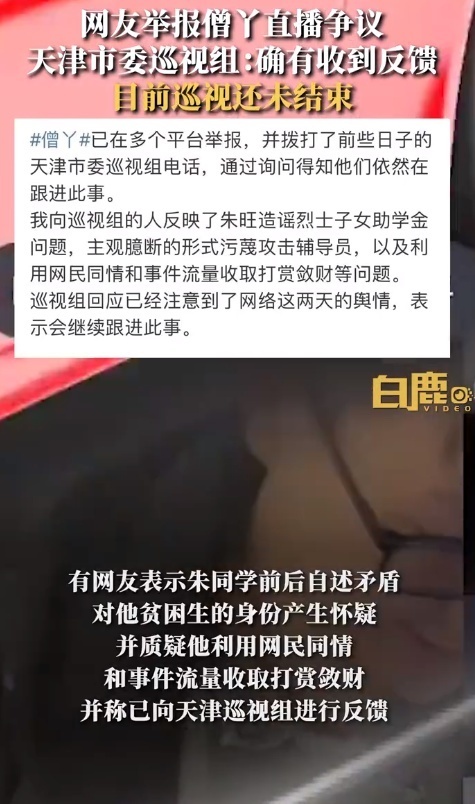 网友举报僧丫直播争议
天津市委巡视组:确有收到反馈
目前巡视还未结束
#僧丫#已在多个平台举报，并拨打了前些日子的
天津市委巡视组电话，通过询问得知他们依然在
跟进此事。
我向巡视组的人反映了朱旺造谣烈士子女助学金
问题，主观臆断的形式污蔑攻击辅导员，以及利
用网民同情和事件流量收取打赏敛财等问题。
巡视组回应已经注意到了网络这两天的舆情，表
示会继续跟进此事。
白鹿
VIDEO
有网友表示朱同学前后自述矛盾
对他贫困生的身份产生怀疑
并质疑他利用网民同情
和事件流量收取打赏敛财
并称已向天津巡视组进行反馈